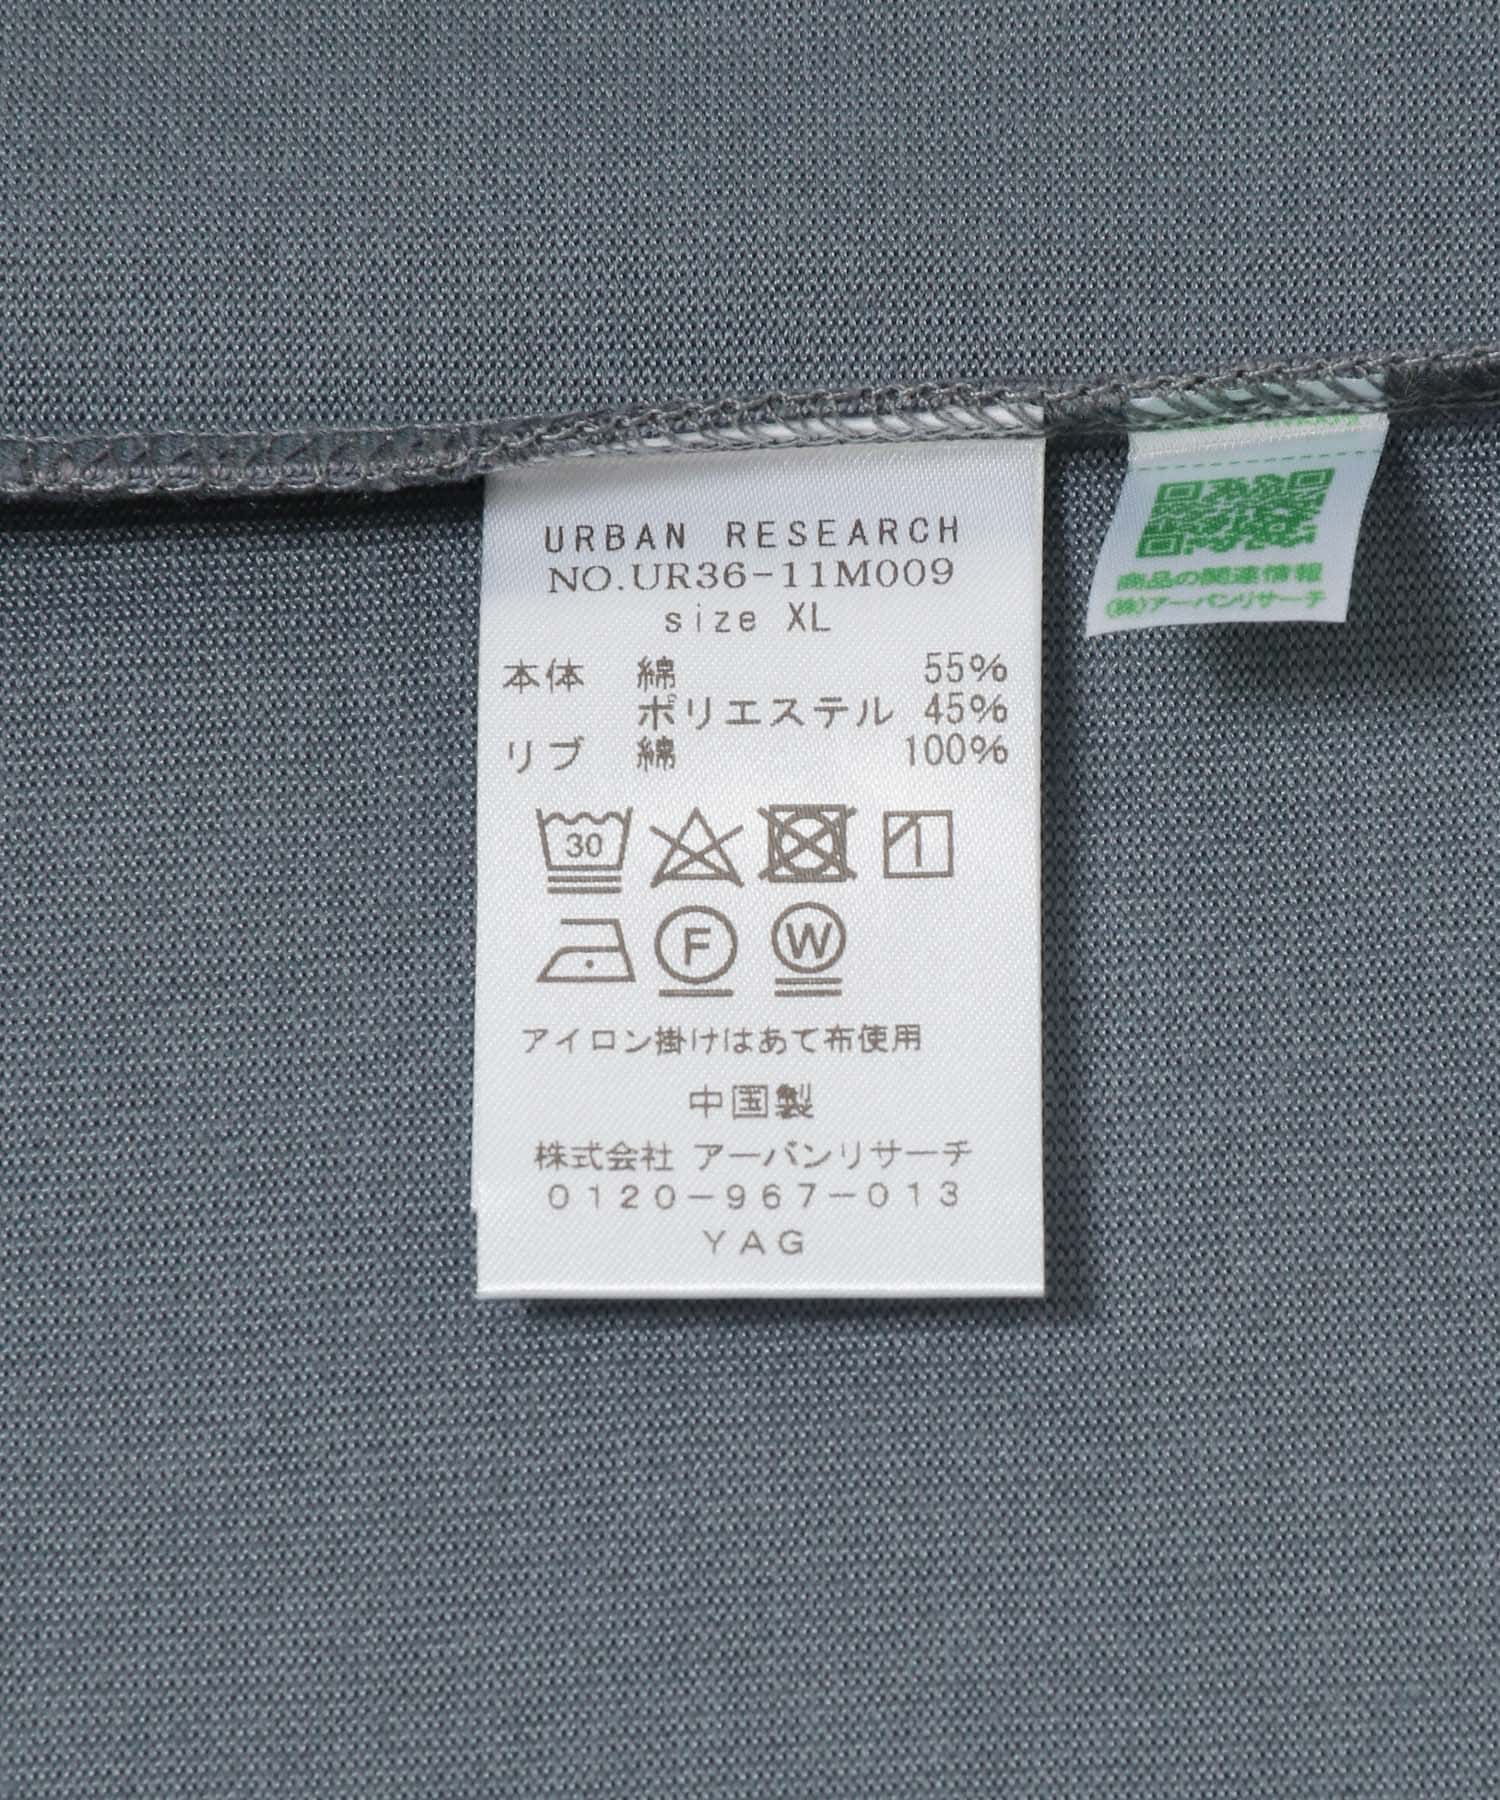 URBAN RESEARCH
NO.UR36-11M009
size XL
本体 綿 55%
ポリエステル 45%
リブ 綿 100%
30
F W
アイロン掛けはあて布使用
中国製
株式会社 アーバンリサーチ
0120-967-013
YAG
商品の関連情報
(株)アーバンリサーチ